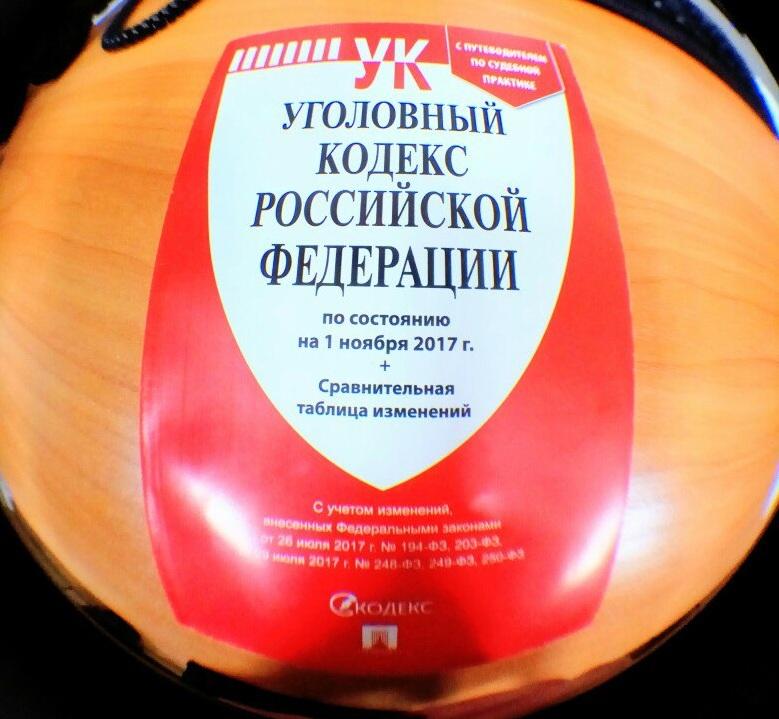 УК
С ПУТЕВОДИТЕЛЕМ
ПО СУДЕБНОЙ
ПРАКТИКЕ
УГОЛОВНЫЙ
КОДЕКС
РОССИЙСКОЙ
ФЕДЕРАЦИИ
по состоянию
на 1 ноября 2017 г.
+
Сравнительная
таблица изменений
С учетом изменений,
внесенных Федеральными законами
от 26 июля 2017 г. № 194-ФЗ, 203-ФЗ,
июля 2017 г. № 248-ФЗ, 249-ФЗ, 250-ФЗ
КОДЕКС